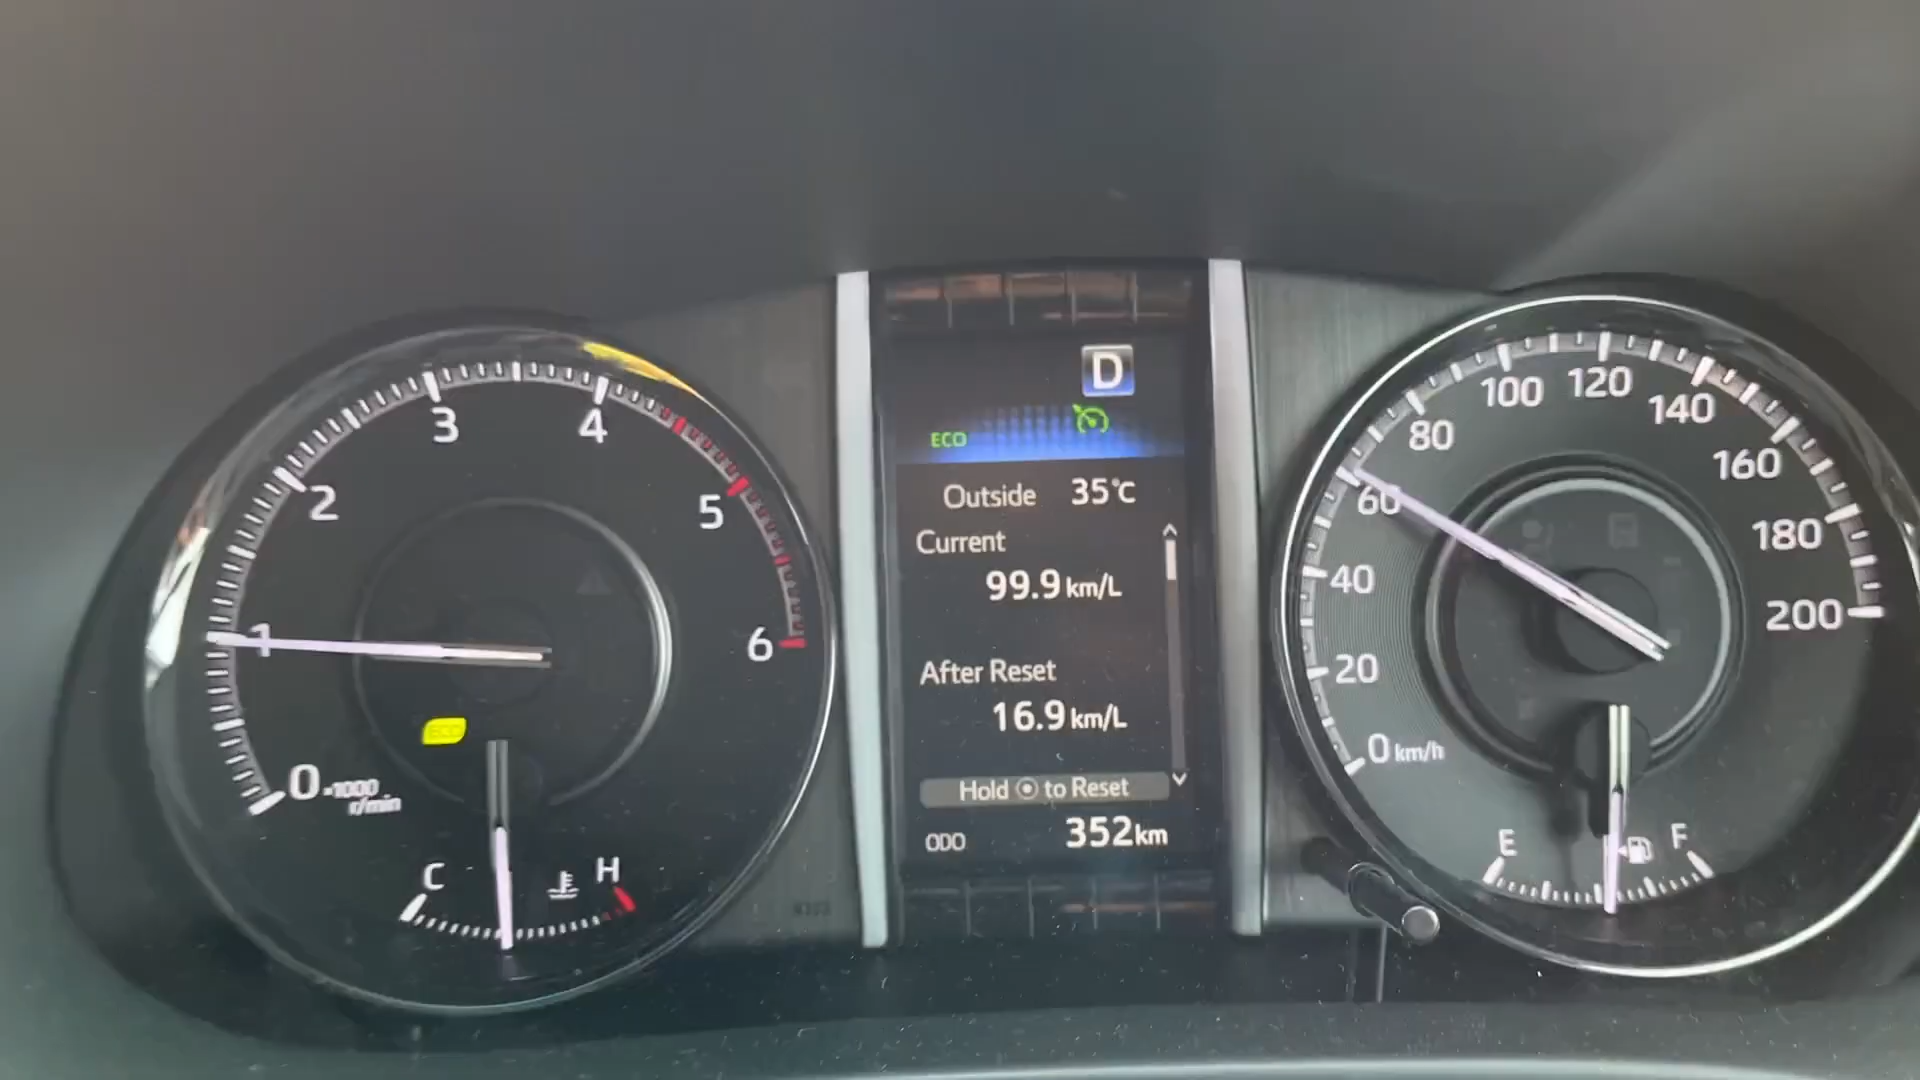 0
1
2
3
4
5
6
×1000
r/min
ECO
C
H
D
ECO
Outside 35°C
Current
99.9 km/L
After Reset
16.9 km/L
Hold to Reset
ODO 352km
0 km/h
20
40
60
80
100
120
140
160
180
200
E
F